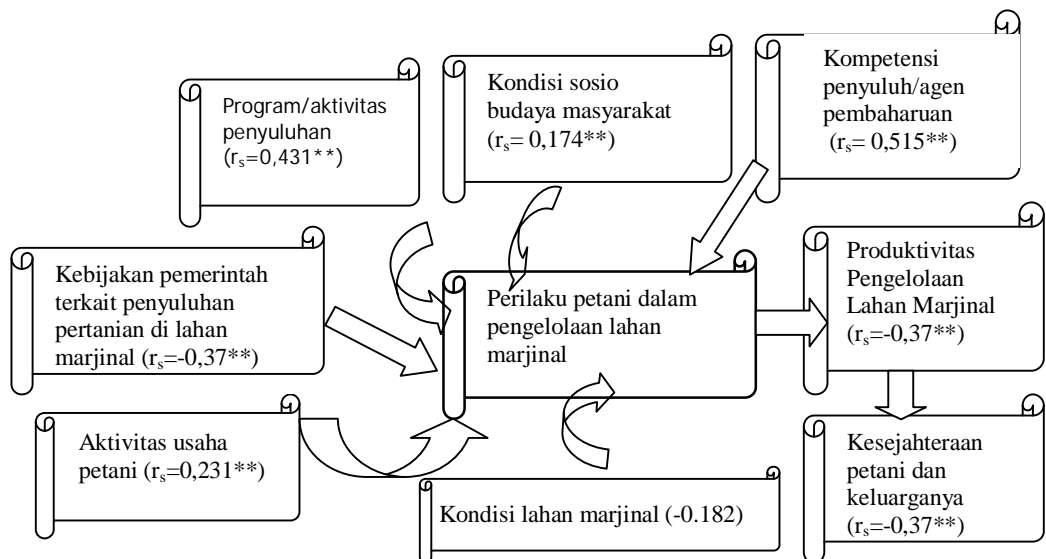 Program/aktivitas
penyuluhan
(rs=0,431**)
Kondisi sosio
budaya masyarakat
(rs= 0,174**)
Kompetensi
penyuluh/agen
pembaharuan
(rs= 0,515**)
Kebijakan pemerintah
terkait penyuluhan
pertanian di lahan
marjinal (rs=-0,37**)
Perilaku petani dalam
pengelolaan lahan
marjinal
Produktivitas
Pengelolaan
Lahan Marjinal
(rs=-0,37**)
Aktivitas usaha
petani (rs=0,231**)
Kondisi lahan marjinal (-0.182)
Kesejahteraan
petani dan
keluarganya
(rs=-0,37**)